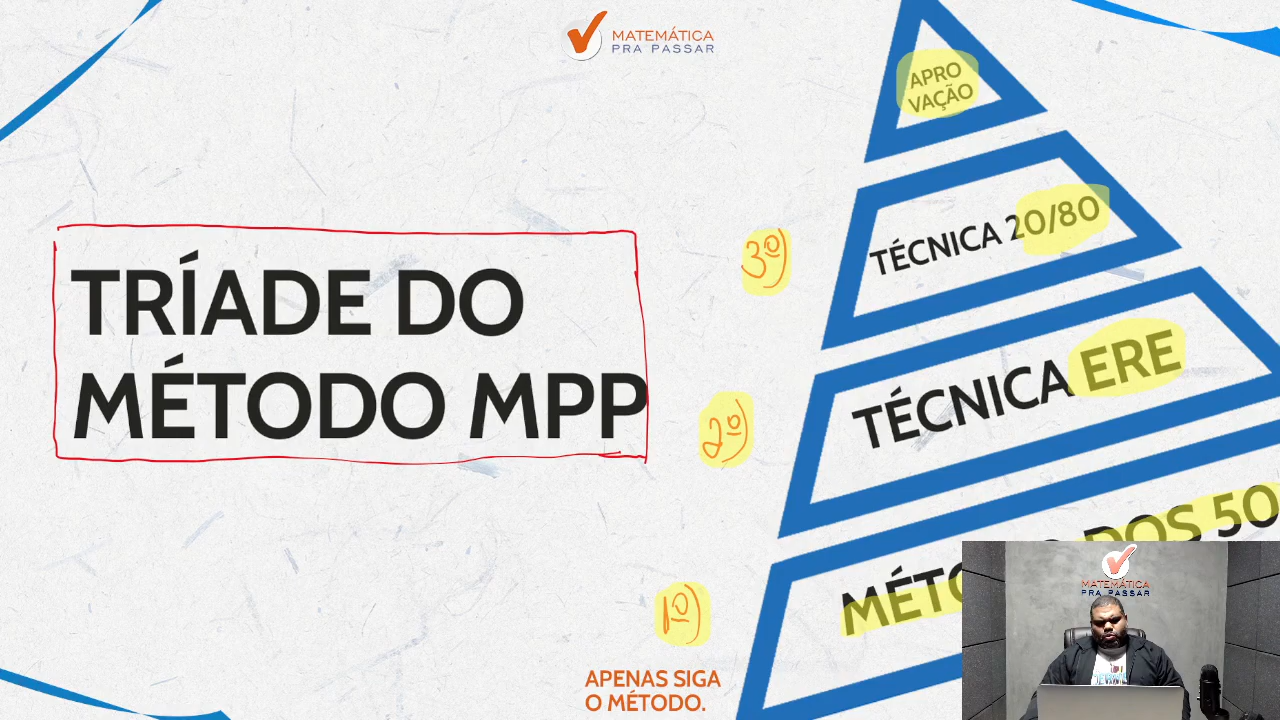 MATEMÁTICA
PRA PASSAR
APRO
VAÇÃO
TÉCNICA 20/80
3º)
TRÍADE DO
MÉTODO MPP
TÉCNICA ERE
2º)
DOS 50
MÉTO
1º)
APENAS SIGA
O MÉTODO.
MATEMÁTICA
PRA PASSAR